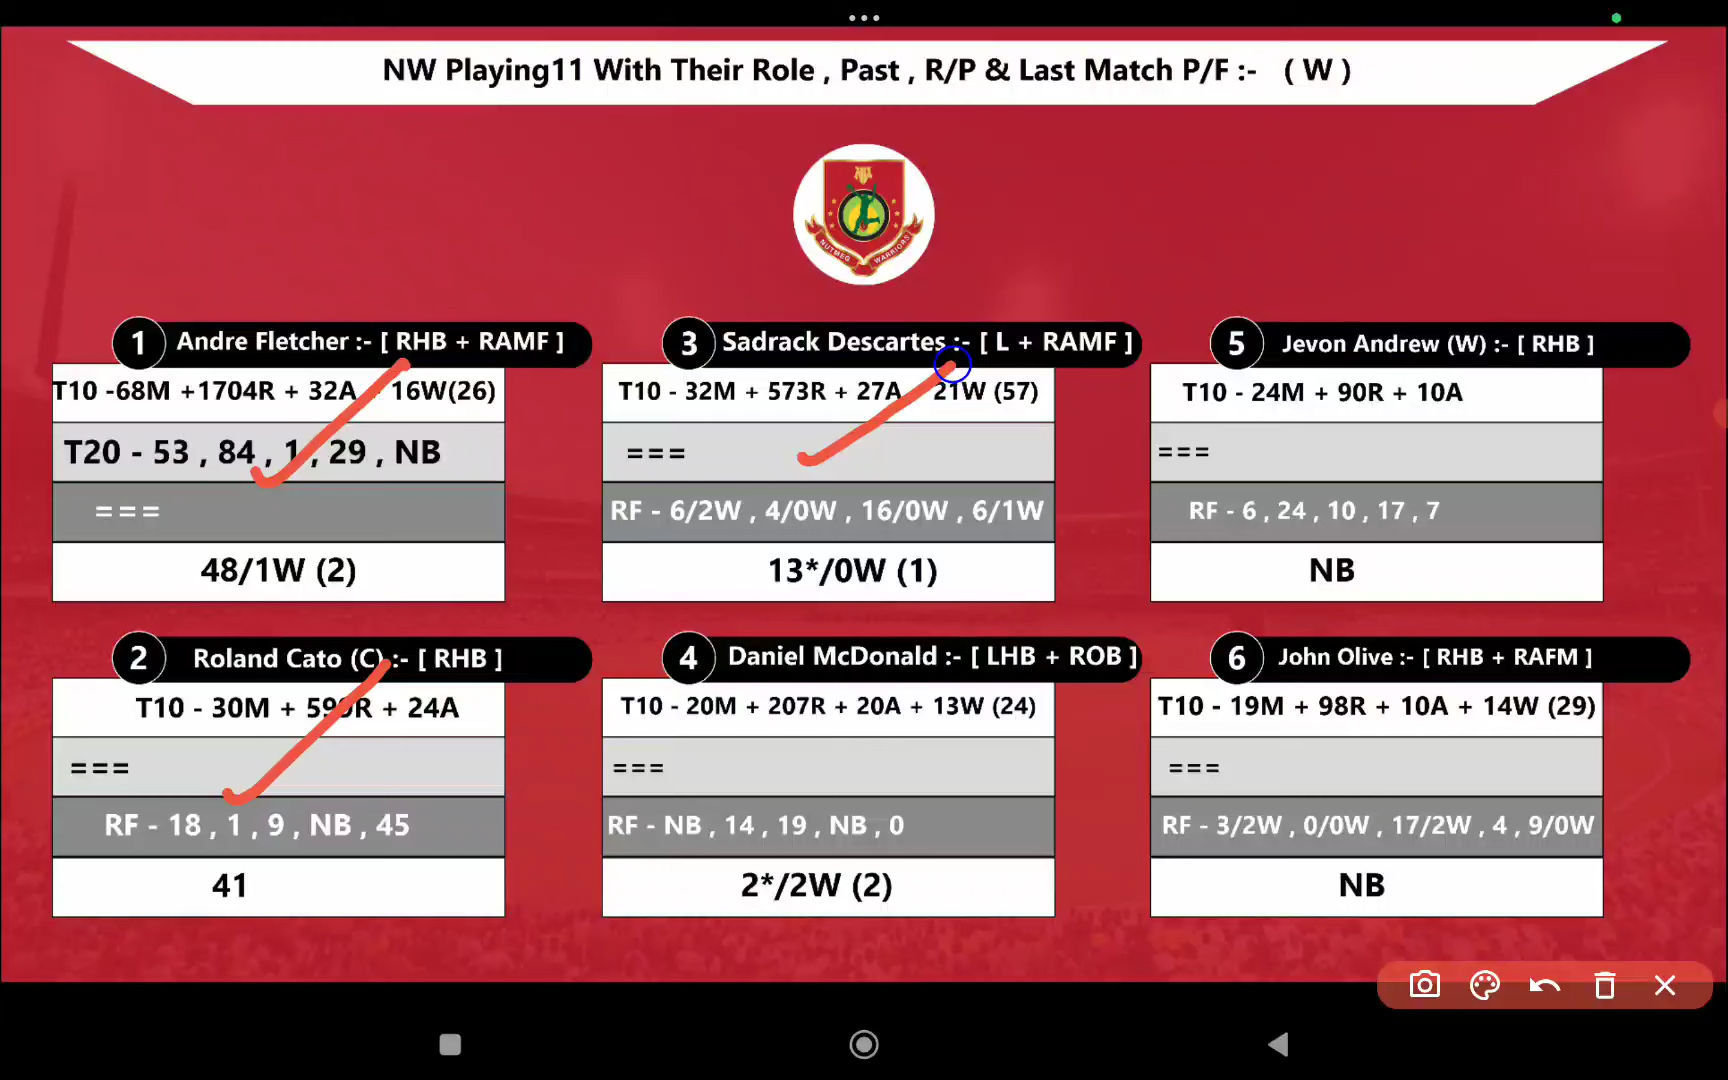 NW Playing11 With Their Role , Past , R/P & Last Match P/F :- ( W )
NUTMEG WARRIORS
1 Andre Fletcher :- [ RHB + RAMF ]
T10 -68M +1704R + 32A 16W(26)
T20 - 53 , 84 , 1 , 29 , NB
===
48/1W (2)
2 Roland Cato (C) :- [ RHB ]
T10 - 30M + 590R + 24A
===
RF - 18 , 1 , 9 , NB , 45
41
3 Sadrack Descartes :- [ L + RAMF ]
T10 - 32M + 573R + 27A 21W (57)
===
RF - 6/2W , 4/0W , 16/0W , 6/1W
13*/0W (1)
4 Daniel McDonald :- [ LHB + ROB ]
T10 - 20M + 207R + 20A + 13W (24)
===
RF - NB , 14 , 19 , NB , 0
2*/2W (2)
5 Jevon Andrew (W) :- [ RHB ]
T10 - 24M + 90R + 10A
===
RF - 6 , 24 , 10 , 17 , 7
NB
6 John Olive :- [ RHB + RAFM ]
T10 - 19M + 98R + 10A + 14W (29)
===
RF - 3/2W , 0/0W , 17/2W , 4 , 9/0W
NB